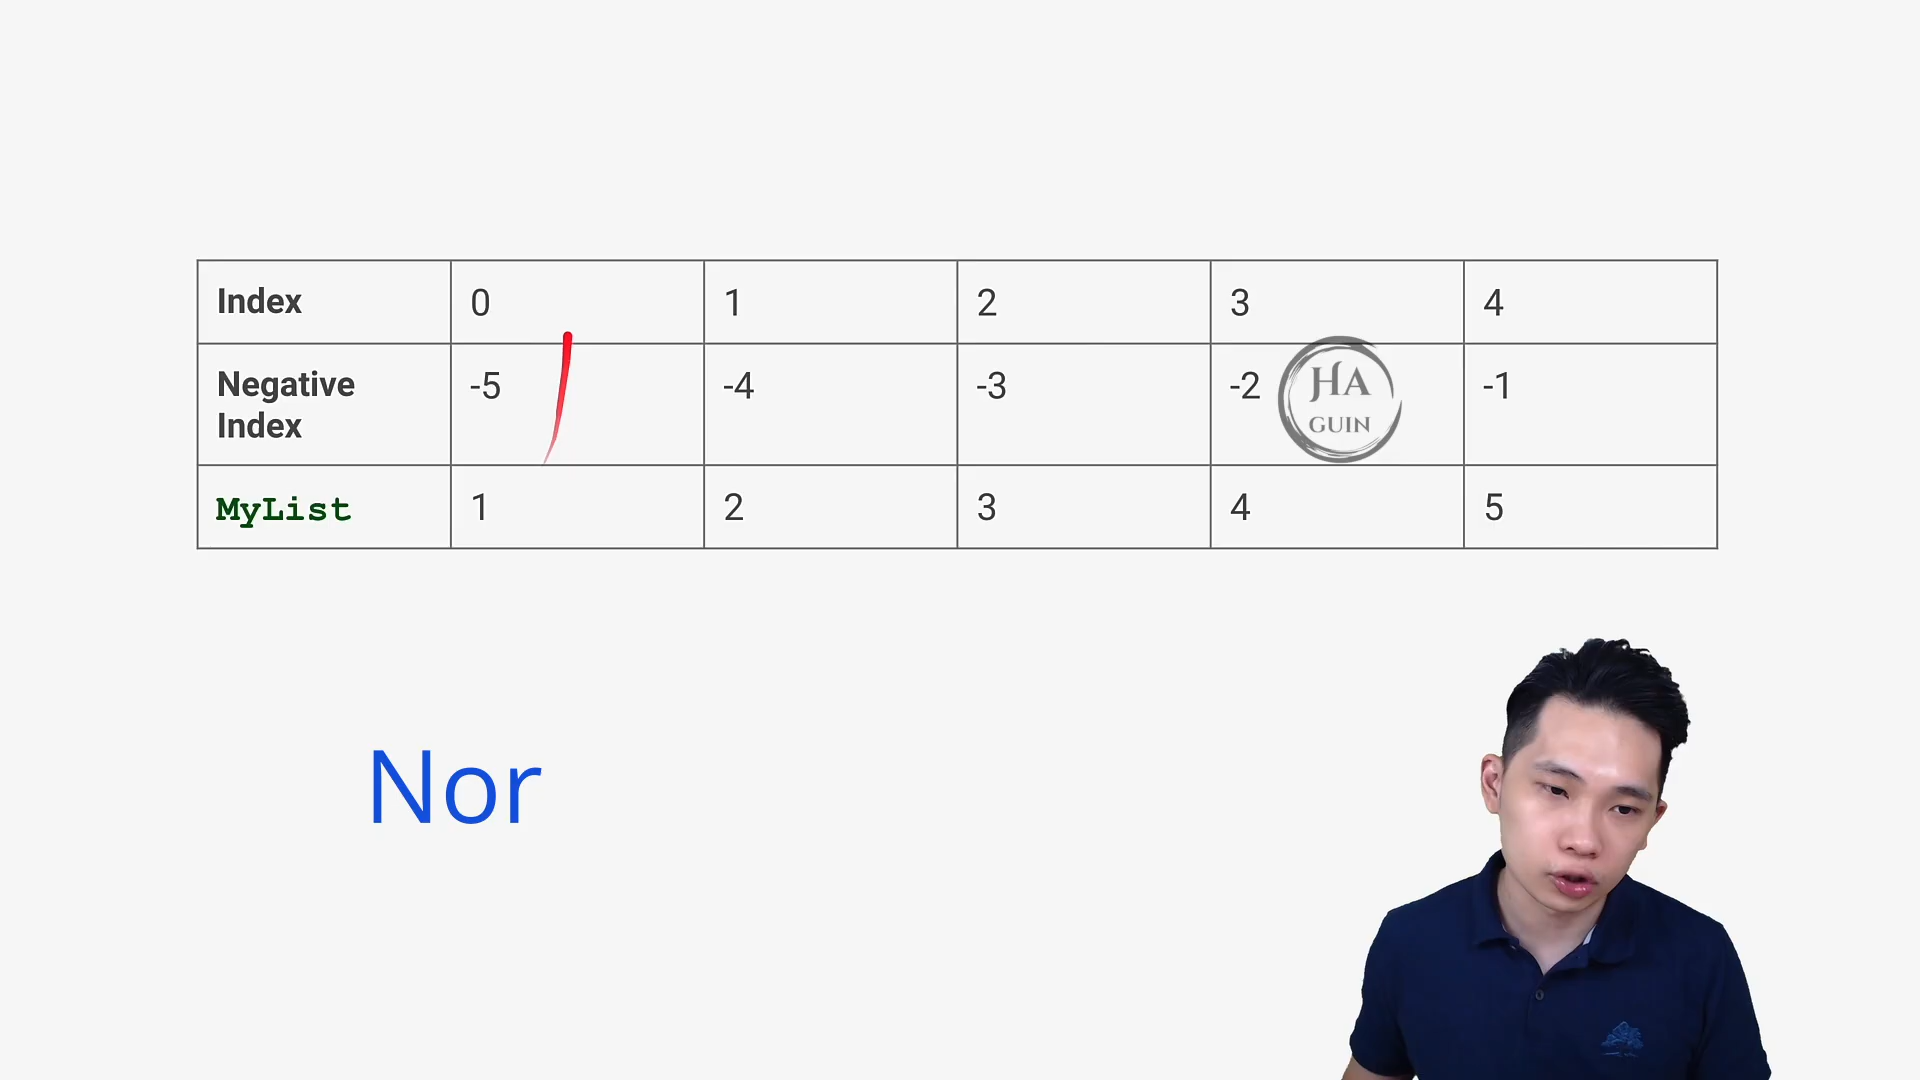 Index 0 1 2 3 4
Negative Index -5 -4 -3 -2 -1
MyList 1 2 3 4 5
HA
GUIN
Nor